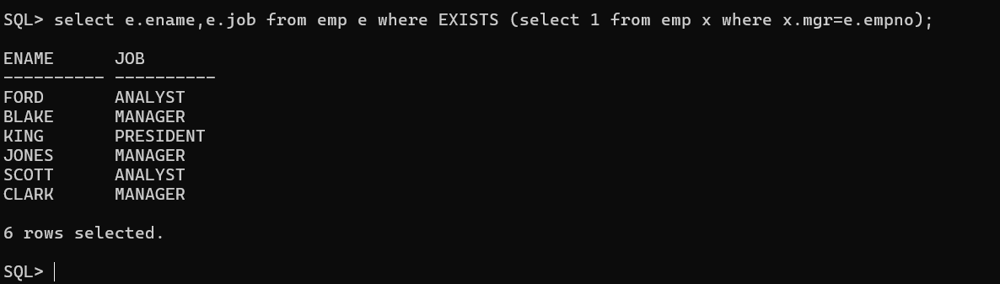 SQL> select e.ename,e.job from emp e where EXISTS (select 1 from emp x where x.mgr=e.empno);
ENAME      JOB
---------- ----------
FORD       ANALYST
BLAKE      MANAGER
KING       PRESIDENT
JONES      MANAGER
SCOTT      ANALYST
CLARK      MANAGER
6 rows selected.
SQL>